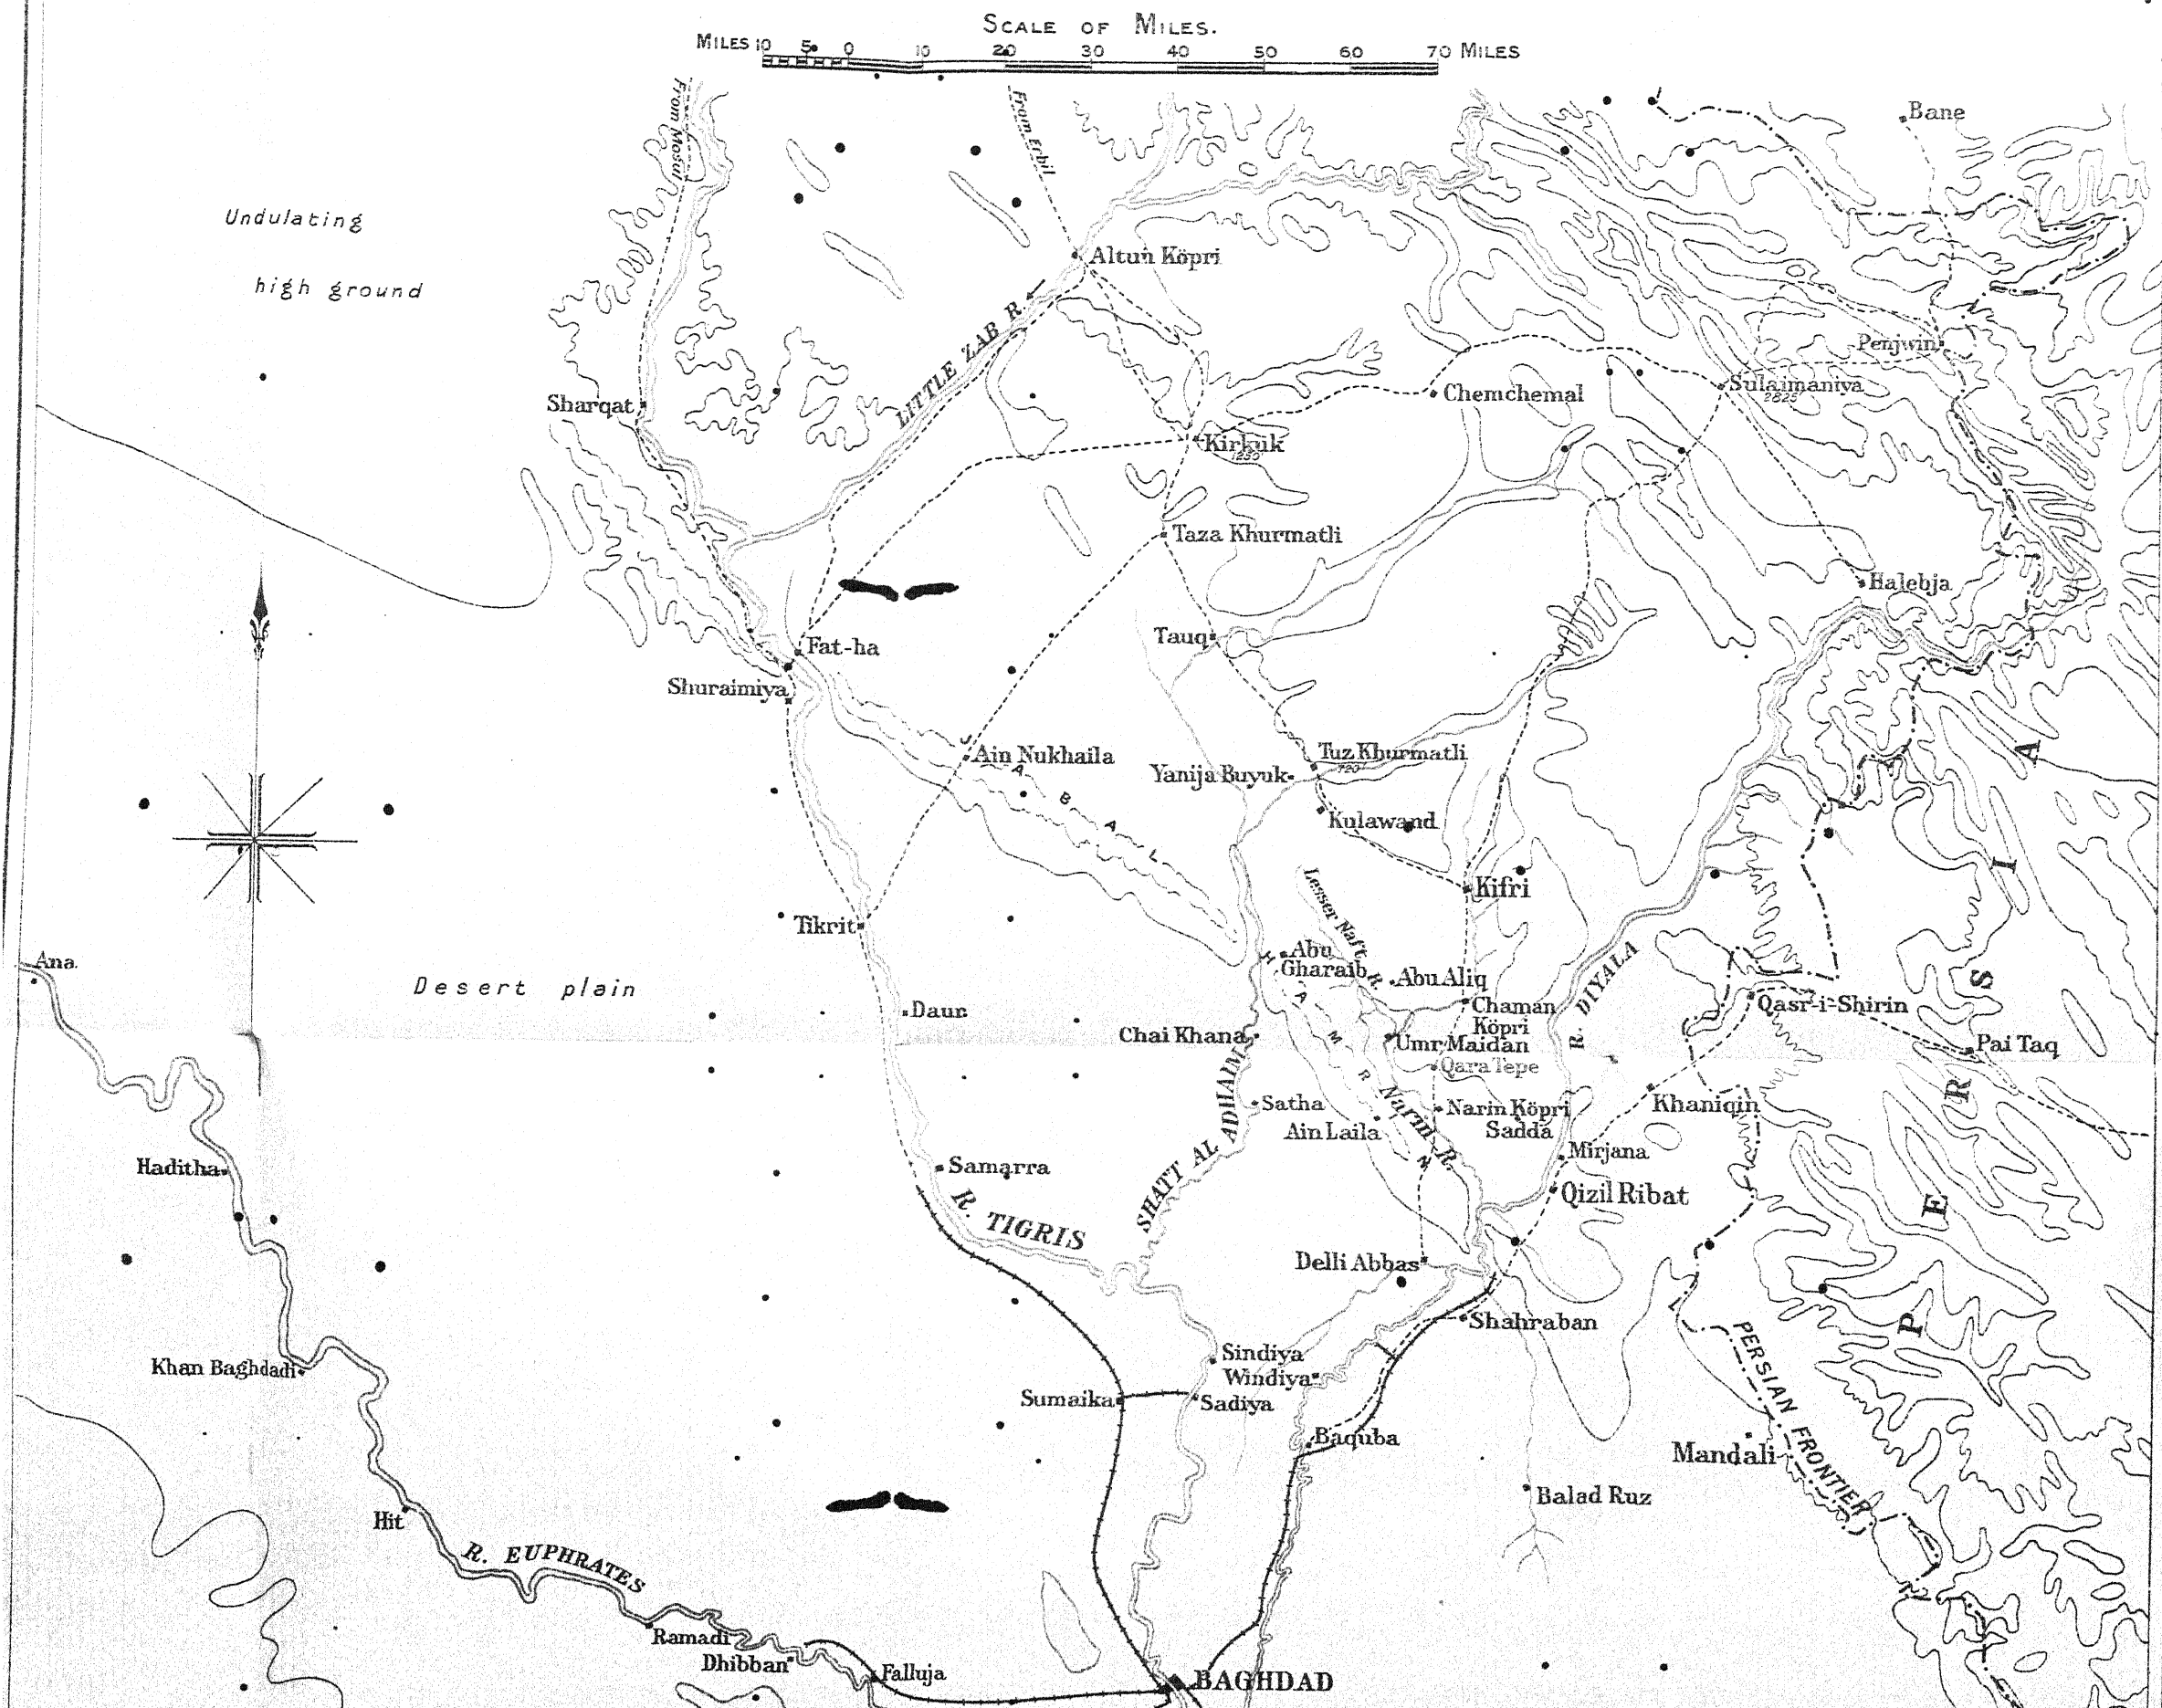 SCALE OF MILES.
MILES 10 5 0 10 20 30 40 50 60 70 MILES
From Mosul
From Erbil
Bane
Undulating
high ground
Altun Köpri
LITTLE ZAB R.
Penjwin
Sulaimaniya
2825
Chemchemal
Sharqat
Kirkuk
Taza Khurmatli
Halebja
Tauq
Fat-ha
Shuraimiya
Tuz Khurmatli
720
Ain Nukhaila
Yanija Buyuk
JABAL
Kulawand
Kifri
Lesser Naft R.
Tikrit
Abu
Gharaib
Abu Aliq
R. DIYALA
Ana
Desert plain
Daur
Chaman
Köpri
Qasr-i-Shirin
HAMRIN
Chai Khana
Umr Maidan
Pai Taq
Qara Tepe
SHATT AL ADHAIM
Satha
Narin R.
Narin Köpri
Sadda
Khaniqin
Ain Laila
Haditha
Samarra
Mirjana
Qizil Ribat
R. TIGRIS
Delli Abbas
Shahraban
PERSIA
PERSIAN FRONTIER
Khan Baghdadi
Sindiya
Windiya
Sumaika
Sadiya
Baquba
Mandali
Balad Ruz
Hit
R. EUPHRATES
Ramadi
Dhibban
Falluja
BAGHDAD